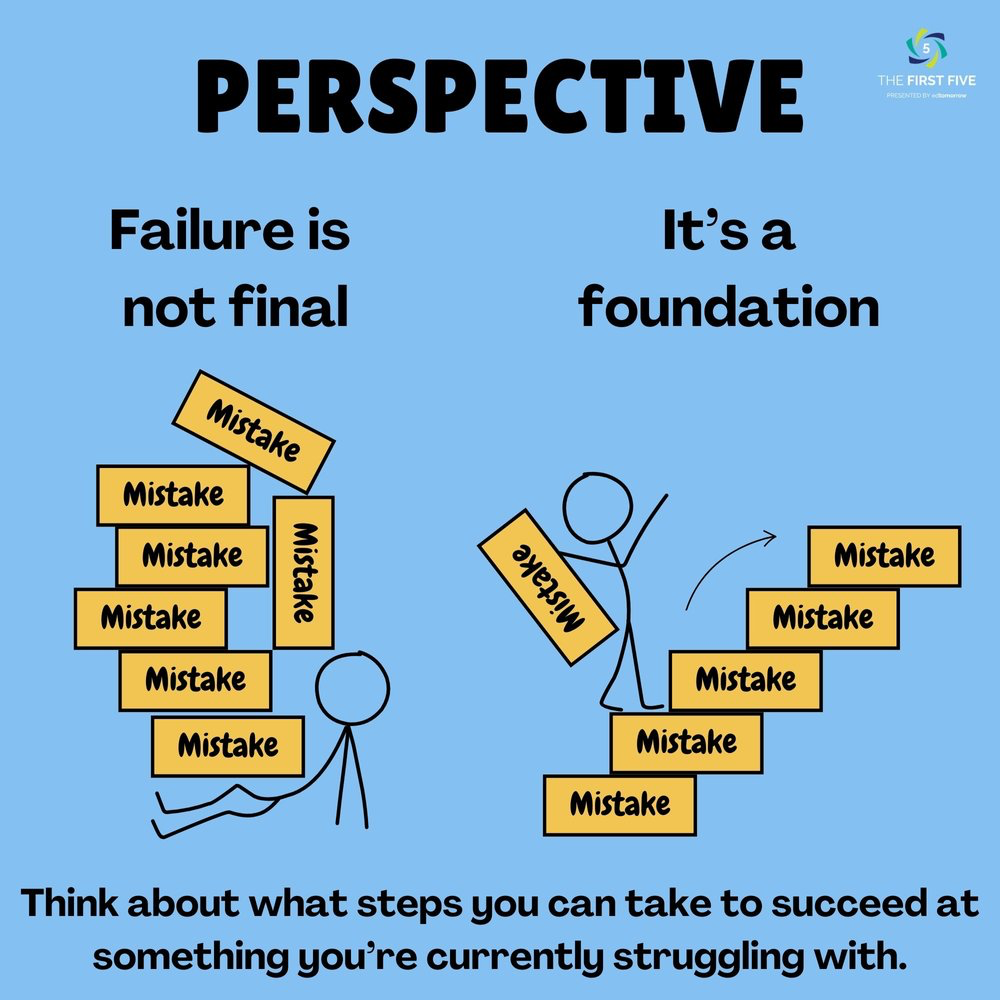 5
THE FIRST FIVE
PRESENTED BY ectomorrow
PERSPECTIVE
Failure is
not final
It's a
foundation
Mistake
Mistake
Mistake
Mistake
Mistake
Mistake
Mistake
Mistake
Mistake
Mistake
Mistake
Mistake
Mistake
Think about what steps you can take to succeed at
something you're currently struggling with.